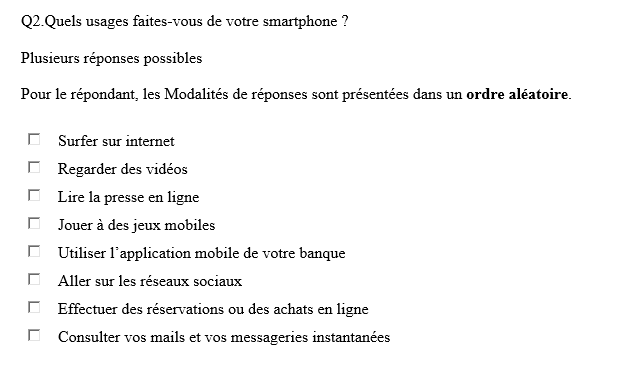 Q2.Quels usages faites-vous de votre smartphone ?
Plusieurs réponses possibles
Pour le répondant, les Modalités de réponses sont présentées dans un ordre aléatoire.
Surfer sur internet
Regarder des vidéos
Lire la presse en ligne
Jouer à des jeux mobiles
Utiliser l’application mobile de votre banque
Aller sur les réseaux sociaux
Effectuer des réservations ou des achats en ligne
Consulter vos mails et vos messageries instantanées